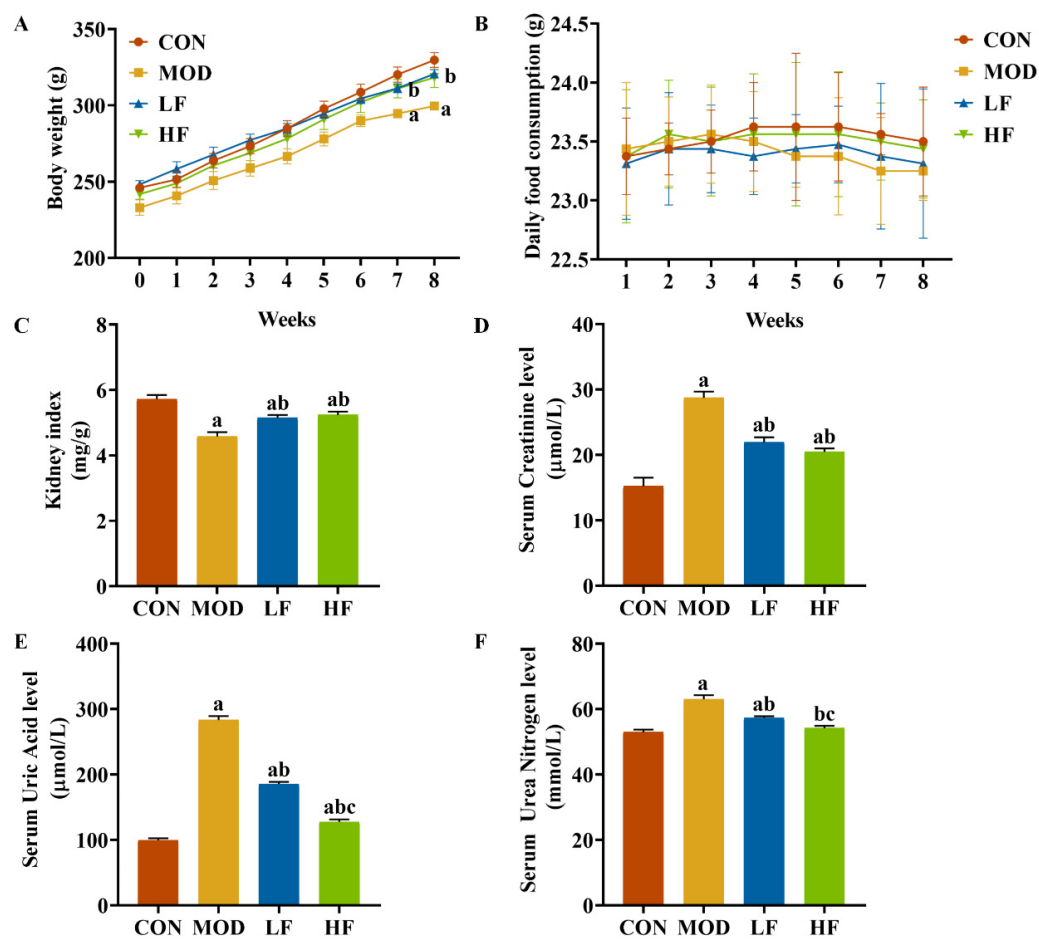 A
Body weight (g)
350
300
250
200
CON
MOD
LF
HF
b
b
a
a
0 1 2 3 4 5 6 7 8
Weeks
B
Daily food consumption (g)
24.5
24.0
23.5
23.0
22.5
CON
MOD
LF
HF
1 2 3 4 5 6 7 8
Weeks
C
Kidney index
(mg/g)
8
6
4
2
0
a
ab
ab
CON MOD LF HF
D
Serum Creatinine level
(μmol/L)
40
30
20
10
0
a
ab
ab
CON MOD LF HF
E
Serum Uric Acid level
(μmol/L)
400
300
200
100
0
a
ab
abc
CON MOD LF HF
F
Serum Urea Nitrogen level
(mmol/L)
80
60
40
20
0
a
ab
bc
CON MOD LF HF